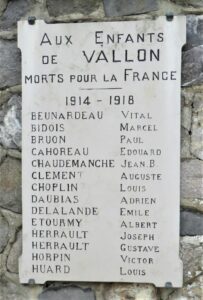 AUX ENFANTS
DE VALLON
MORTS POUR LA FRANCE
1914 - 1918
BEUNARDEAU VITAL
BIDOIS MARCEL
BRUON PAUL
CAHOREAU EDOUARD
CHAUDEMANCHE JEAN.B.
CLEMENT AUGUSTE
CHOPLIN LOUIS
DAUBIAS ADRIEN
DELALANDE EMILE
ETOURMY ALBERT
HERRAULT JOSEPH
HERRAULT GUSTAVE
HORPIN VICTOR
HUARD LOUIS